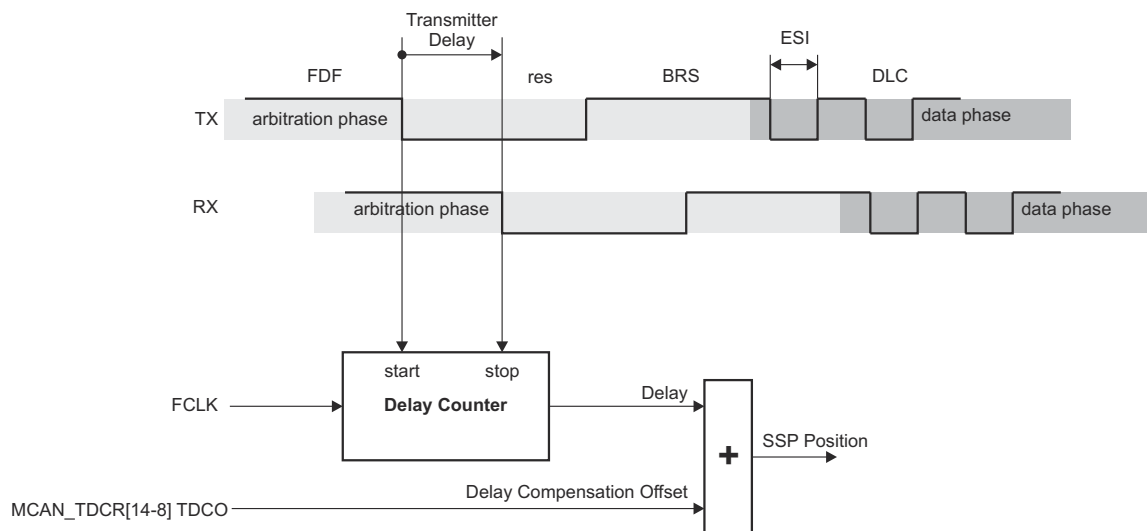 Transmitter
Delay
ESI
FDF
res
BRS
DLC
TX
arbitration phase
data phase
RX
arbitration phase
data phase
start
stop
FCLK
Delay Counter
Delay
SSP Position
+
Delay Compensation Offset
MCAN_TDCR[14-8] TDCO